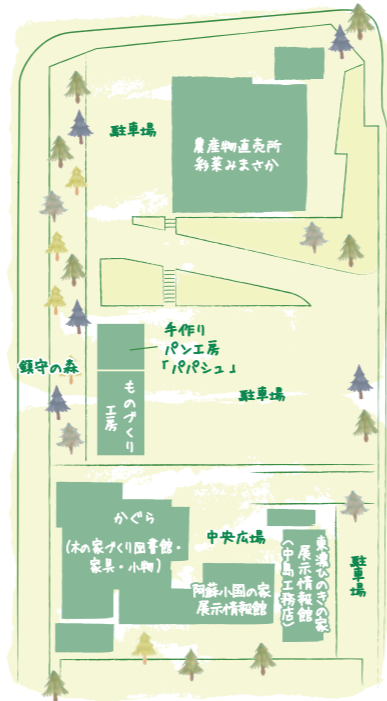 駐車場
農産物直売所
彩菜みまさか
手作り
パン工房
「パパシュ」
鎮守の森
ものづくり
工房
駐車場
かぐら
(木の家づくり図書館・
家具・小物)
中央広場
阿蘇小国の家
展示情報館
東濃ひのきの家
展示情報館
(中島工務店)
駐車場